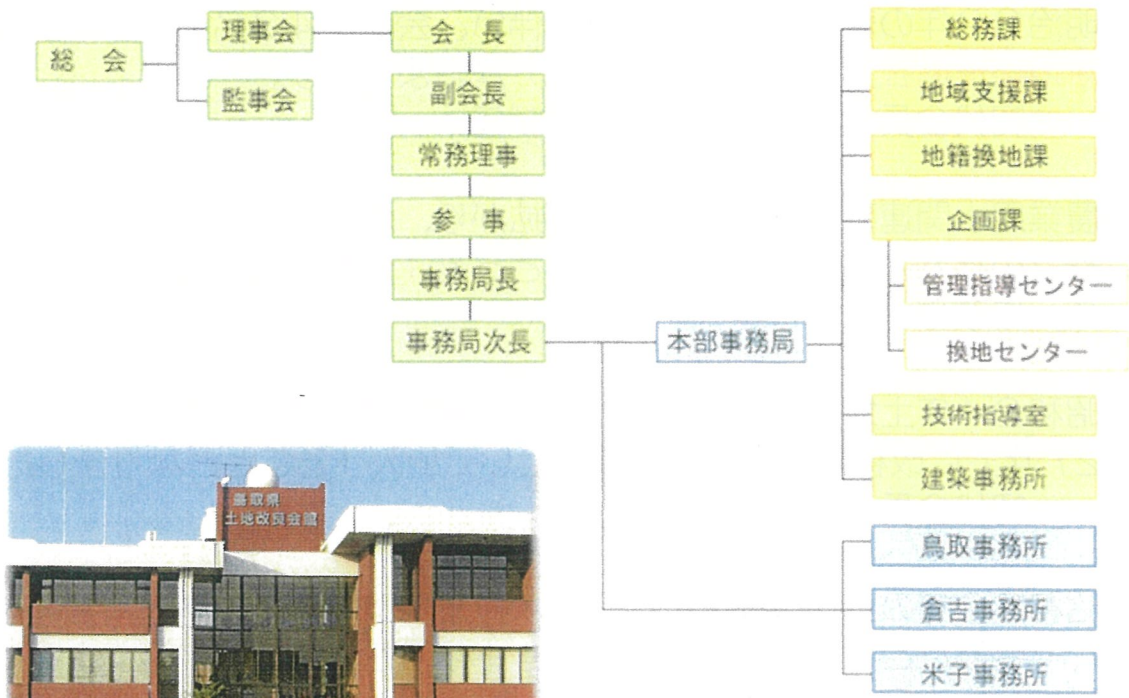 総会
理事会
監事会
会長
副会長
常務理事
参事
事務局長
事務局次長
本部事務局
総務課
地域支援課
地籍換地課
企画課
管理指導センター
換地センター
技術指導室
建築事務所
鳥取事務所
倉吉事務所
米子事務所
鳥取県
土地改良会館